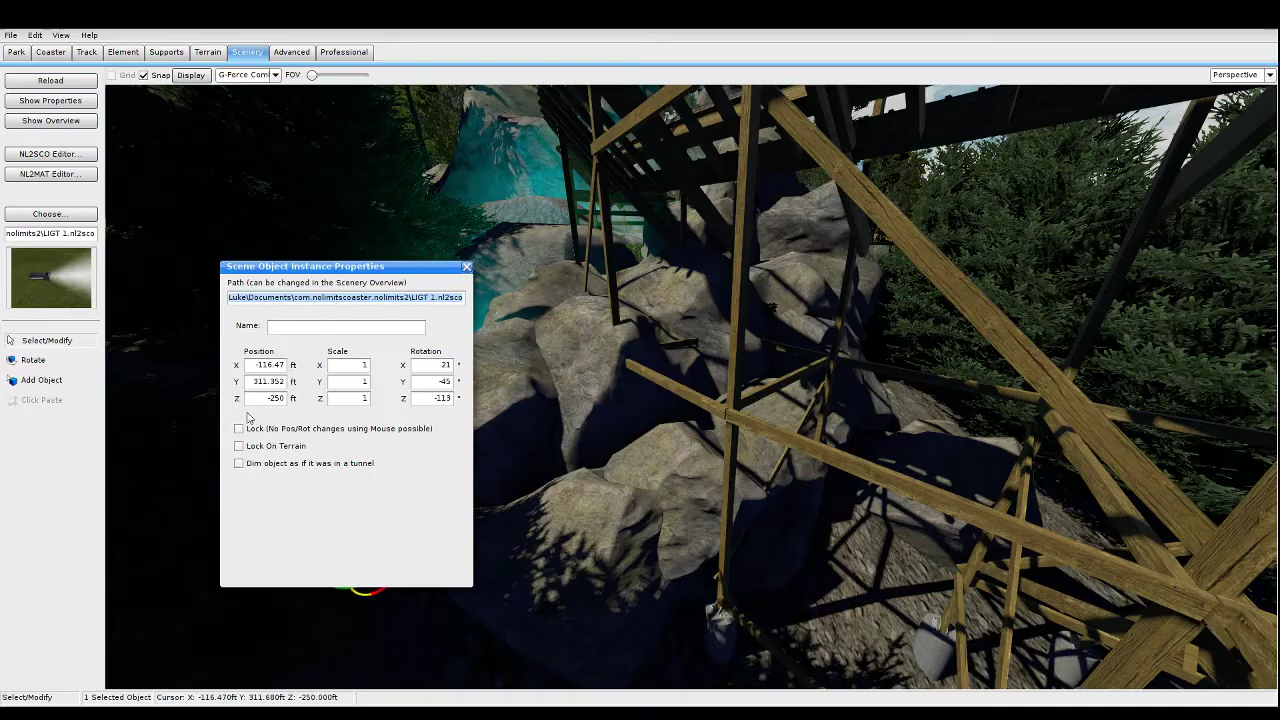 File Edit View Help
Park Coaster Track Element Supports Terrain Scenery Advanced Professional
Reload
Show Properties
Show Overview
NL2SCO Editor...
NL2MAT Editor...
Choose...
nolimits2\LIGT 1.nl2sco
Select/Modify
Rotate
Add Object
Click Paste
Grid Snap Display G-Force Com FOV: Perspective
Scene Object Instance Properties
Path (can be changed in the Scenery Overview)
Luke\Documents\com.nolimitscoaster.nolimits2\LIGT 1.nl2sco
Name:
Position Scale Rotation
X -116.47 ft X 1 X 21 °
Y 311.352 ft Y 1 Y -45 °
Z -250 ft Z 1 Z -113 °
Lock (No Pos/Rot changes using Mouse possible)
Lock On Terrain
Dim object as if it was in a tunnel
Select/Modify 1 Selected Object Cursor: X: -116.470ft Y: 311.680ft Z: -250.000ft